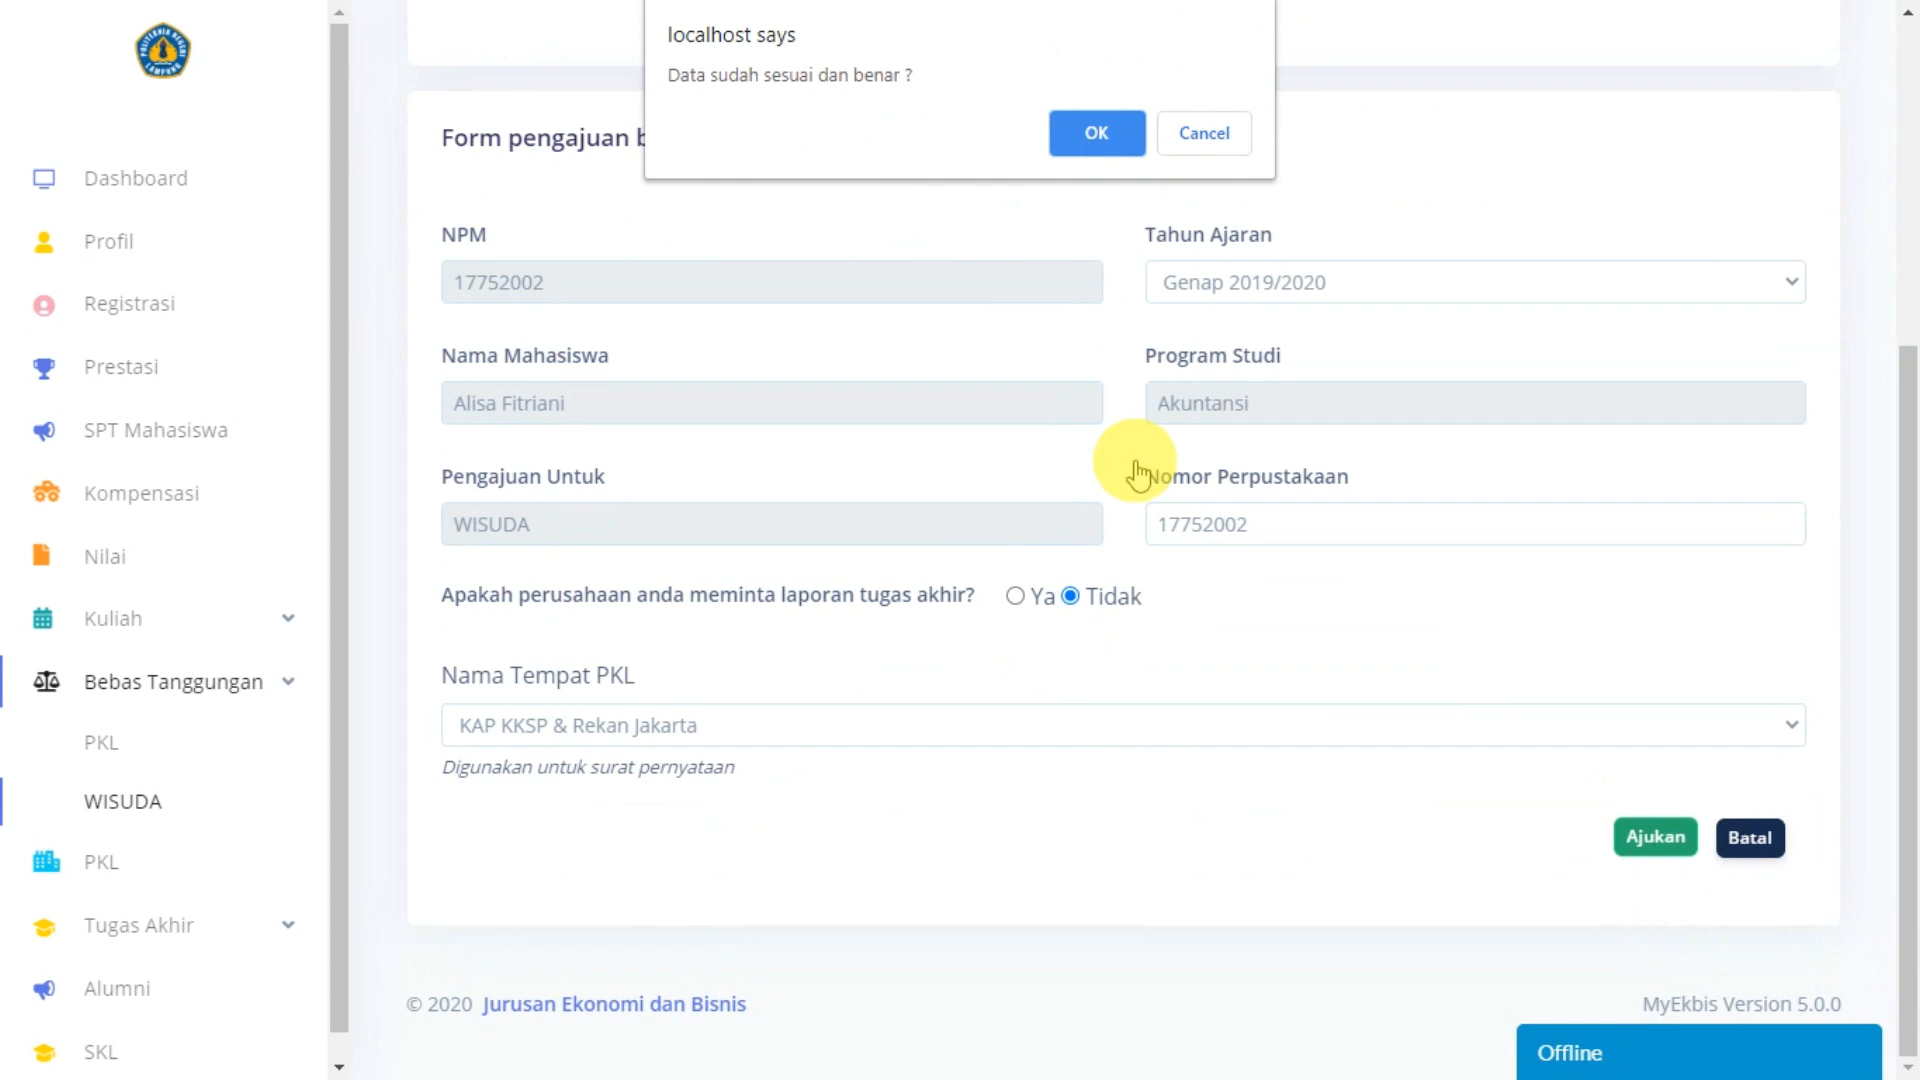 POLITEKNIK NEGERI
LAMPUNG
Dashboard
Profil
Registrasi
Prestasi
SPT Mahasiswa
Kompensasi
Nilai
Kuliah
Bebas Tanggungan
PKL
WISUDA
PKL
Tugas Akhir
Alumni
SKL
localhost says
Data sudah sesuai dan benar ?
OK Cancel
Form pengajuan
NPM
17752002
Tahun Ajaran
Genap 2019/2020
Nama Mahasiswa
Alisa Fitriani
Program Studi
Akuntansi
Pengajuan Untuk
WISUDA
Nomor Perpustakaan
17752002
Apakah perusahaan anda meminta laporan tugas akhir? Ya Tidak
Nama Tempat PKL
KAP KKSP & Rekan Jakarta
Digunakan untuk surat pernyataan
Ajukan Batal
© 2020 Jurusan Ekonomi dan Bisnis
MyEkbis Version 5.0.0
Offline